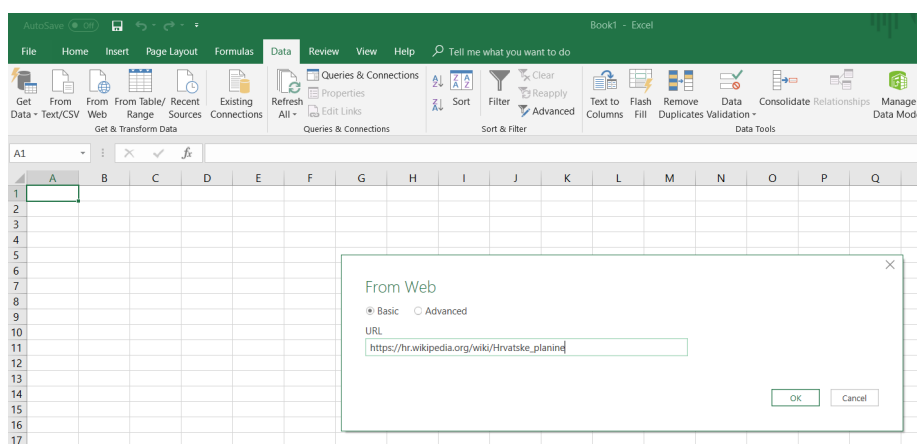 AutoSave Off Book1 - Excel
File Home Insert Page Layout Formulas Data Review View Help Tell me what you want to do
Get Data From Text/CSV From Web From Table/ Range Recent Sources Existing Connections
Get & Transform Data
Refresh All Queries & Connections Properties Edit Links
Queries & Connections
Sort Filter Clear Reapply Advanced
Sort & Filter
Text to Columns Flash Fill Remove Duplicates Data Validation Consolidate Relationships Manage Data Mod
Data Tools
A1 fx
A B C D E F G H I J K L M N O P Q
1
2
3
4
5
6
7
8
9
10
11
12
13
14
15
16
17
From Web
Basic Advanced
URL
https://hr.wikipedia.org/wiki/Hrvatske_planine
OK Cancel